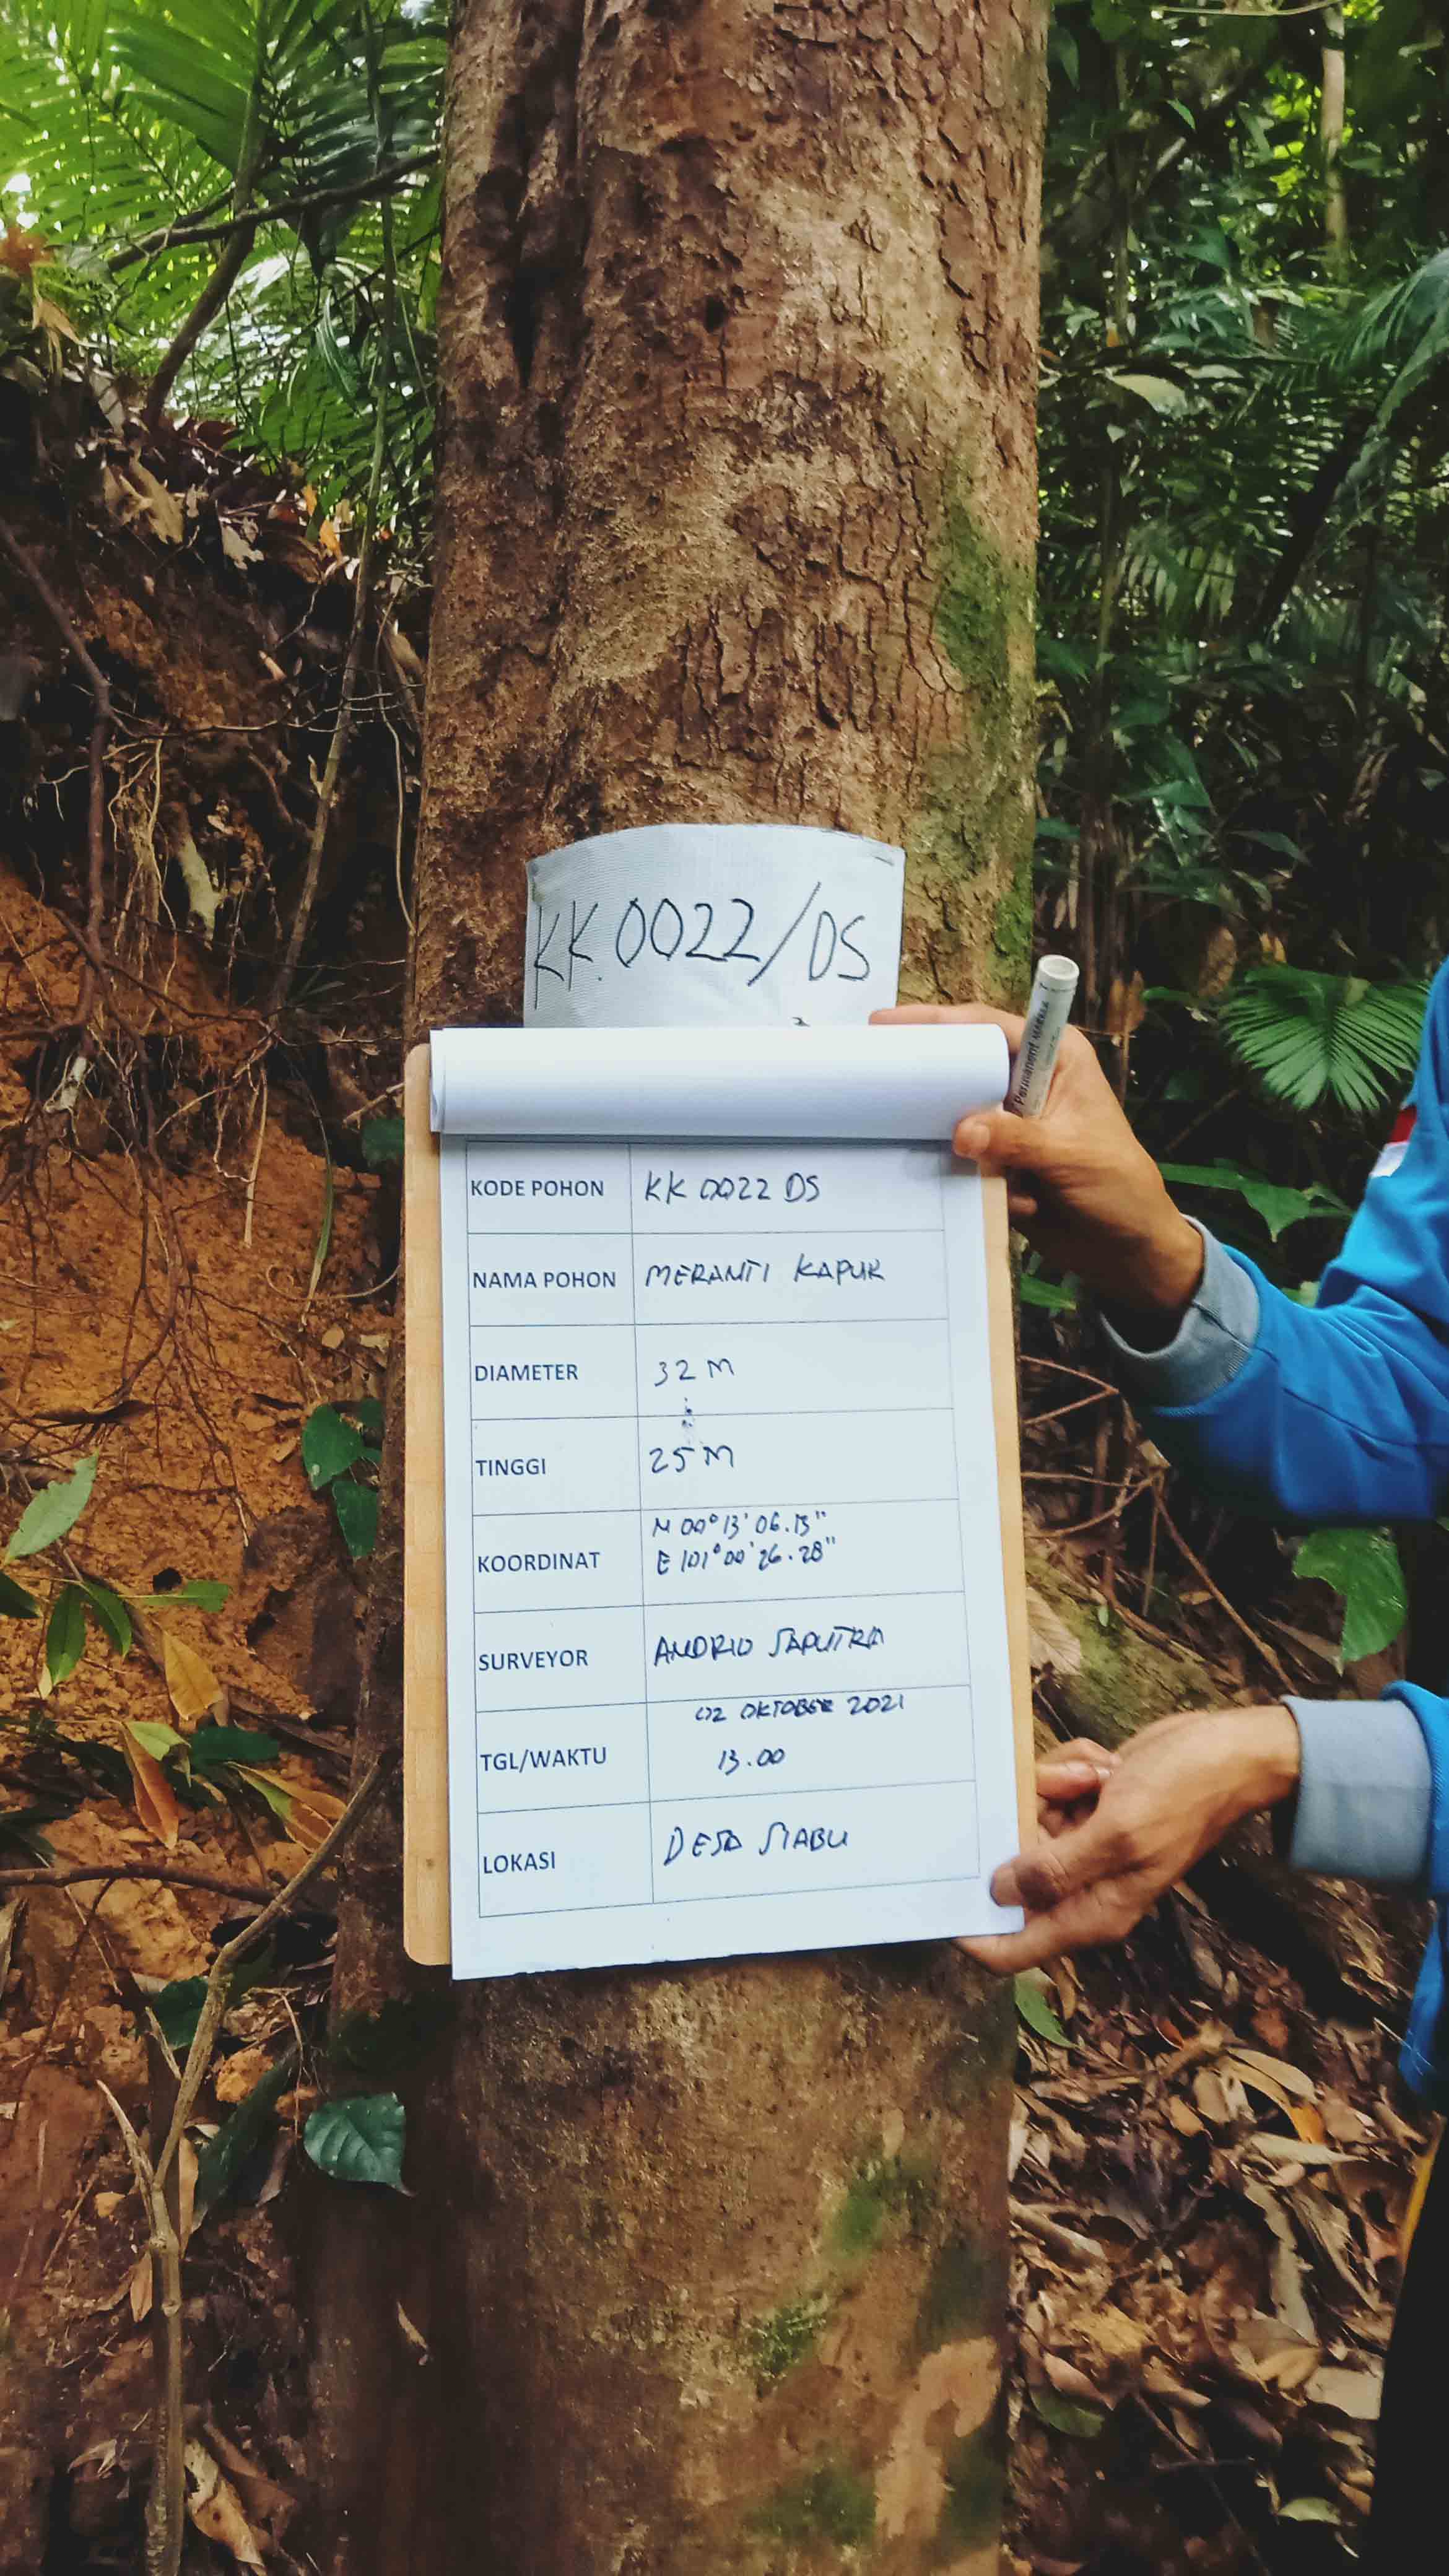 KK.0022/DS
Permanent MARKER
KODE POHON KK 0022 DS
NAMA POHON MERANTI KAPUR
DIAMETER 32 M
TINGGI 25 M
KOORDINAT N 00° 13' 06.13"
E 101° 00' 26.28"
SURVEYOR ANDRIO SAPUTRA
TGL/WAKTU 02 OKTOBER 2021
13.00
LOKASI DESA SIABU